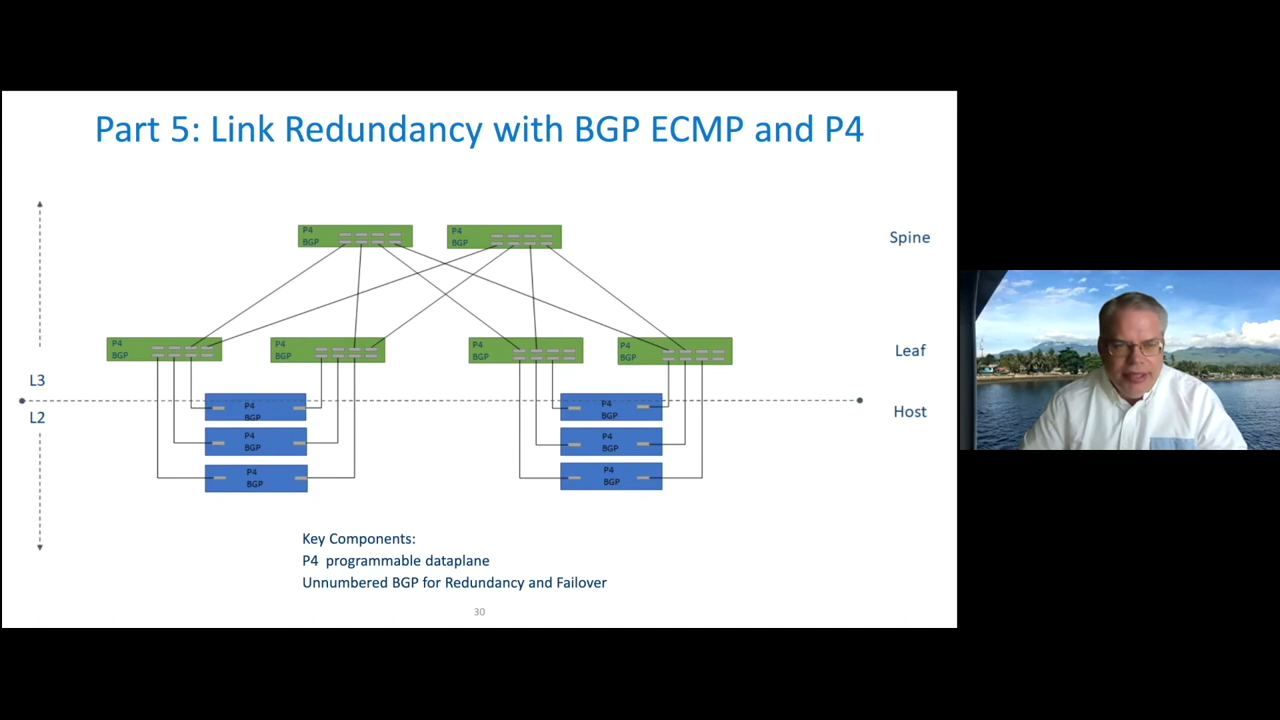 Part 5: Link Redundancy with BGP ECMP and P4
P4
BGP
P4
BGP
Spine
P4
BGP
P4
BGP
P4
BGP
P4
BGP
Leaf
L3
L2
P4
BGP
P4
BGP
Host
P4
BGP
P4
BGP
P4
BGP
P4
BGP
Key Components:
P4 programmable dataplane
Unnumbered BGP for Redundancy and Failover
30